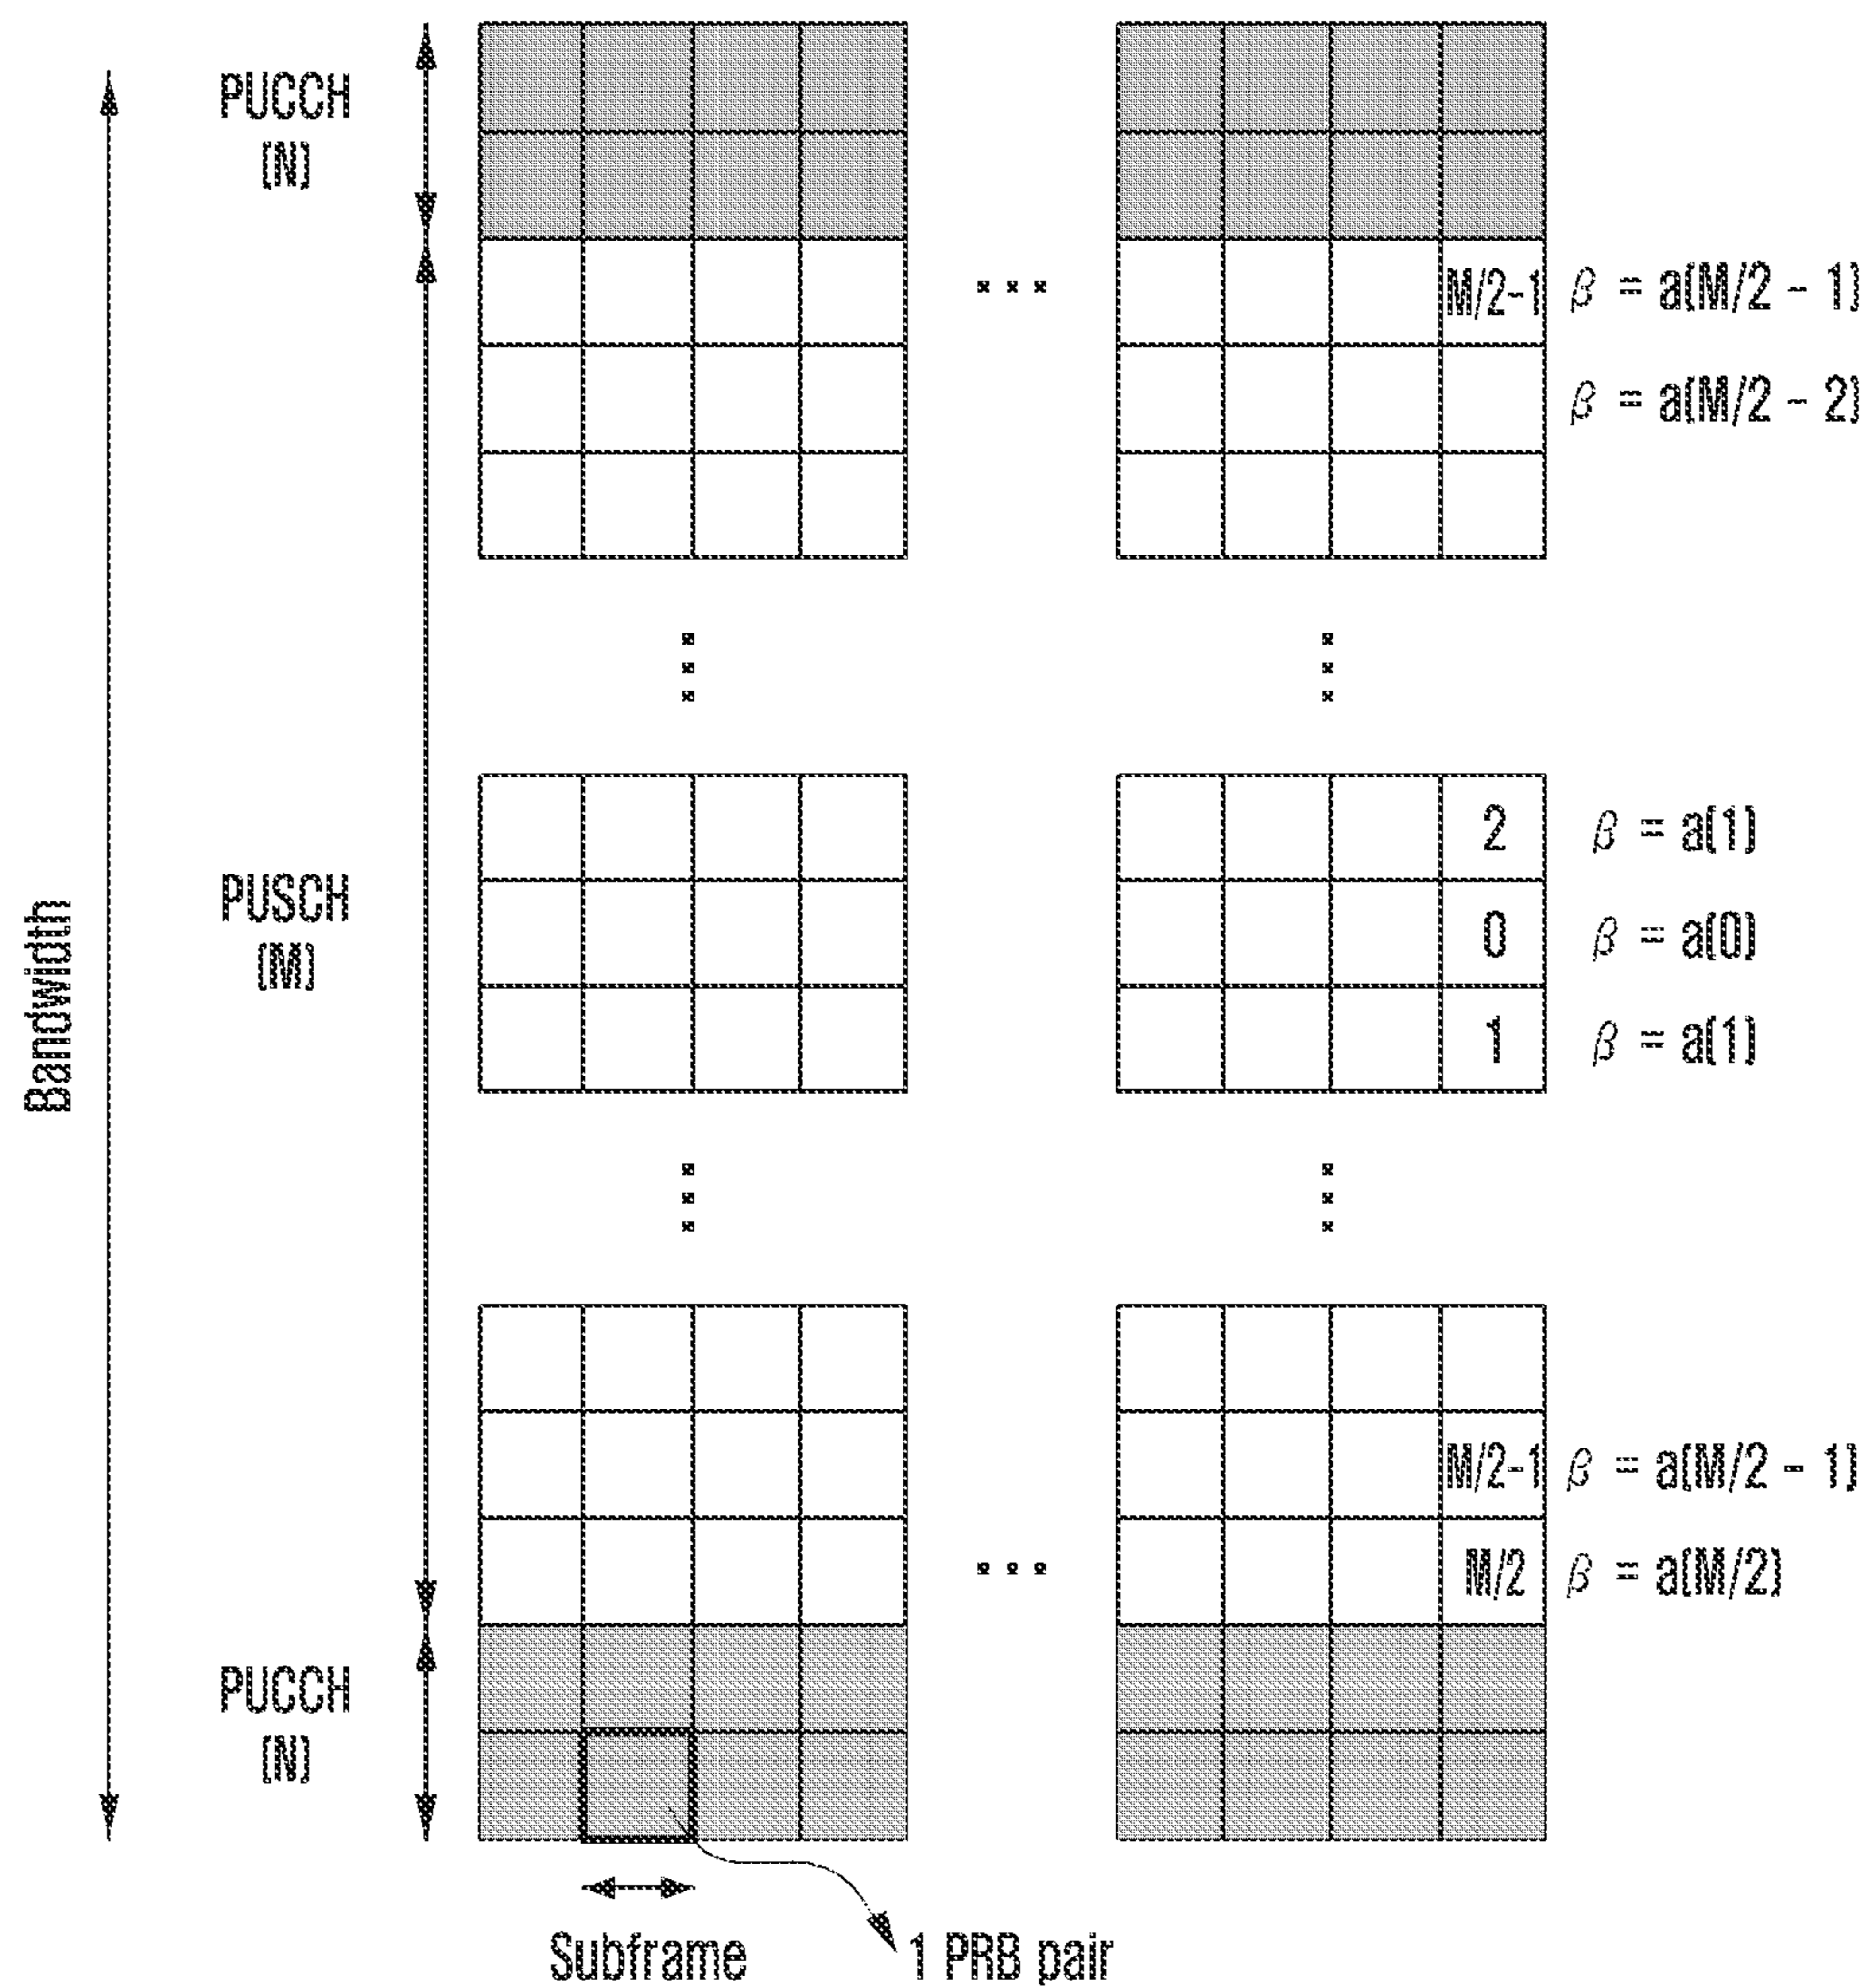 PUCCH
(N)
M/2-1 β = a(M/2 - 1)
β = a(M/2 - 2)
Bandwidth
PUSCH
(M)
2 β = a(1)
0 β = a(0)
1 β = a(1)
M/2-1 β = a(M/2 - 1)
M/2 β = a(M/2)
PUCCH
(N)
Subframe
1 PRB pair